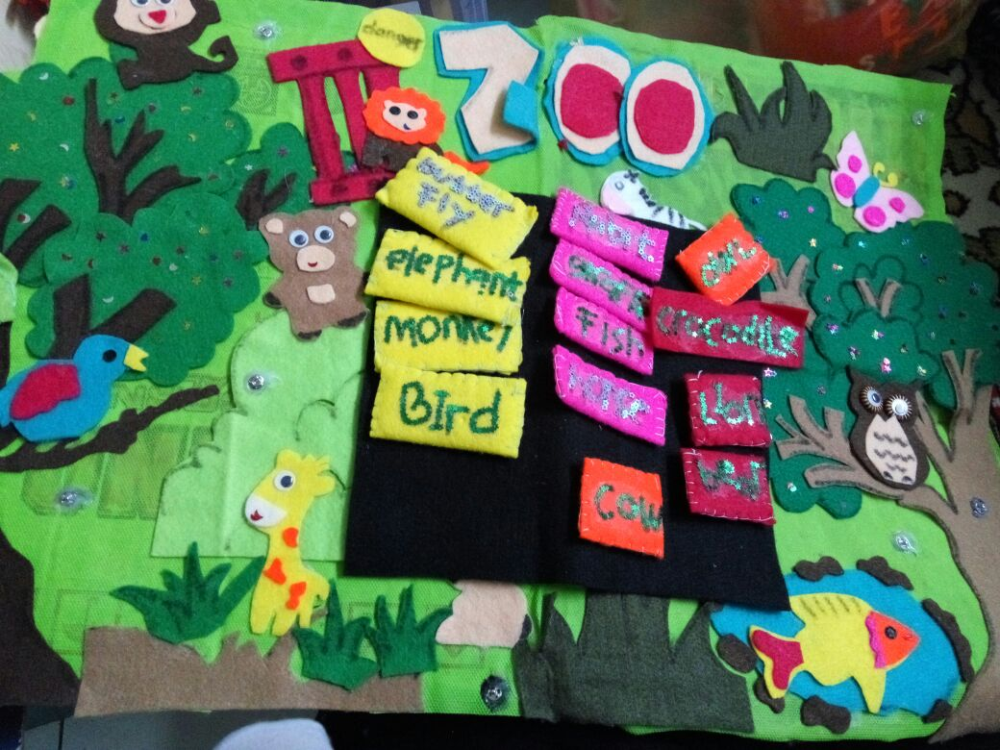 danger
ZOO
butter
Fly
elephant
monkey
BIrd
FIsh
crocodile
LIon
COW